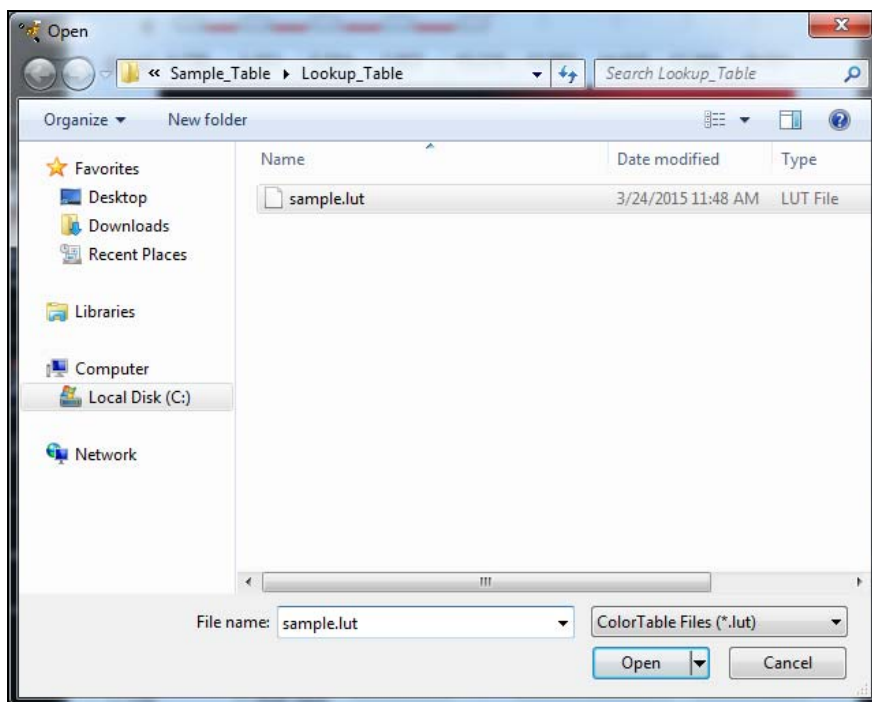 Open
« Sample_Table ▸ Lookup_Table
Search Lookup_Table
Organize
New folder
Name
Date modified
Type
sample.lut
3/24/2015 11:48 AM
LUT File
Favorites
Desktop
Downloads
Recent Places
Libraries
Computer
Local Disk (C:)
Network
File name:
sample.lut
ColorTable Files (*.lut)
Open
Cancel